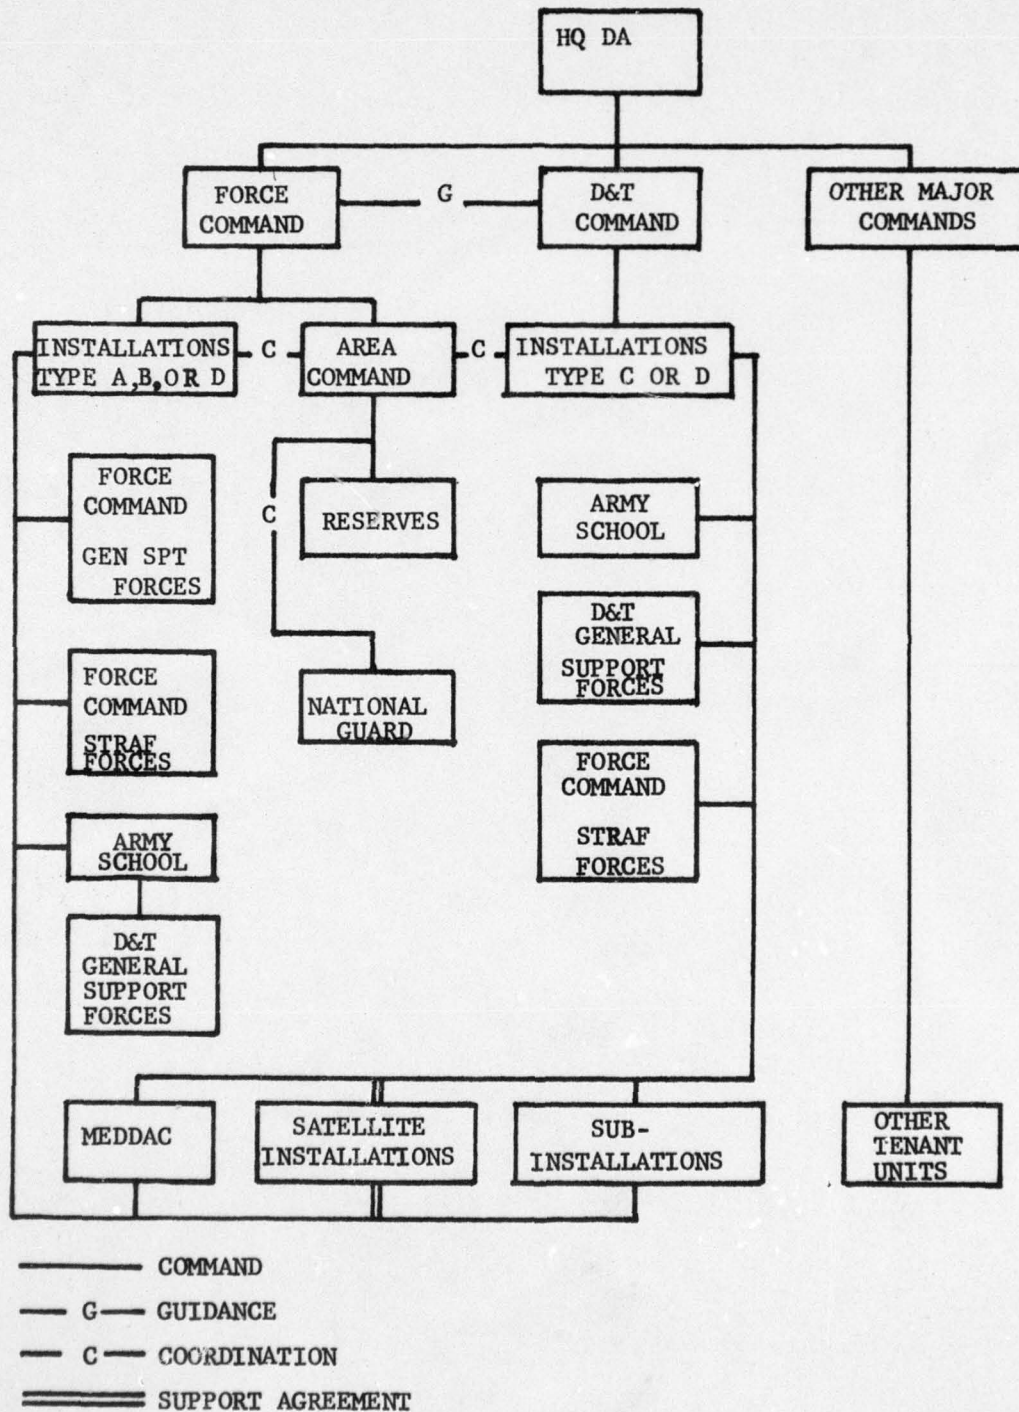 HQ DA
FORCE
COMMAND
G
D&T
COMMAND
OTHER MAJOR
COMMANDS
INSTALLATIONS
TYPE A,B,OR D
C
AREA
COMMAND
C
INSTALLATIONS
TYPE C OR D
FORCE
COMMAND
GEN SPT
FORCES
C
RESERVES
ARMY
SCHOOL
D&T
GENERAL
SUPPORT
FORCES
FORCE
COMMAND
STRAF
FORCES
NATIONAL
GUARD
FORCE
COMMAND
STRAF
FORCES
ARMY
SCHOOL
D&T
GENERAL
SUPPORT
FORCES
MEDDAC
SATELLITE
INSTALLATIONS
SUB-
INSTALLATIONS
OTHER
TENANT
UNITS
COMMAND
G GUIDANCE
C COORDINATION
SUPPORT AGREEMENT